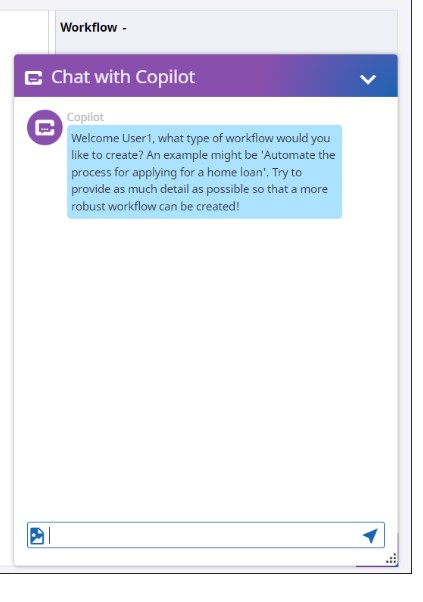 Workflow -
Chat with Copilot
Copilot
Welcome User1, what type of workflow would you
like to create? An example might be 'Automate the
process for applying for a home loan'. Try to
provide as much detail as possible so that a more
robust workflow can be created!